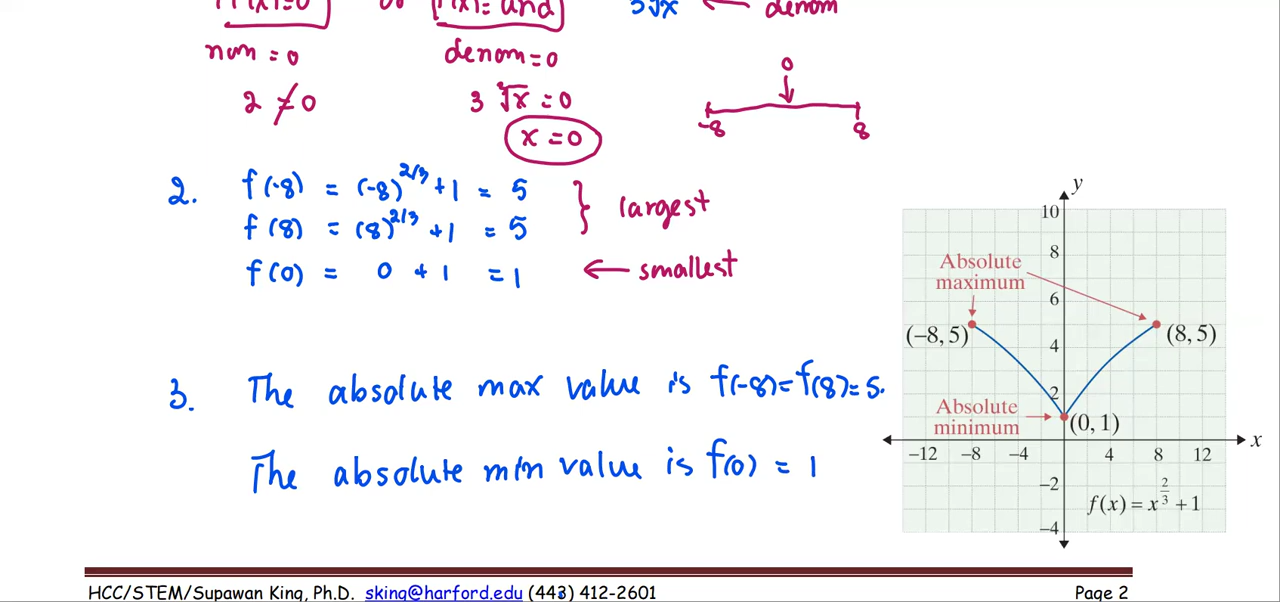 f'(x)=0 or f'(x)= und 3∛x ← denom
num = 0 denom = 0
2 ≠ 0 3 ∛x = 0
x = 0
0
-8 8
2. f(-8) = (-8)^2/3 + 1 = 5
f(8) = (8)^2/3 + 1 = 5
} largest
f(0) = 0 + 1 = 1 ← smallest
3. The absolute max value is f(-8)=f(8)=5.
The absolute min value is f(0) = 1
y
10
8
6
4
2
-2
-4
Absolute
maximum
(−8, 5)
(8, 5)
Absolute
minimum
(0, 1)
x
−12 −8 −4 4 8 12
f(x) = x^2/3 + 1
HCC/STEM/Supawan King, Ph.D. sking@harford.edu (443) 412-2601 Page 2